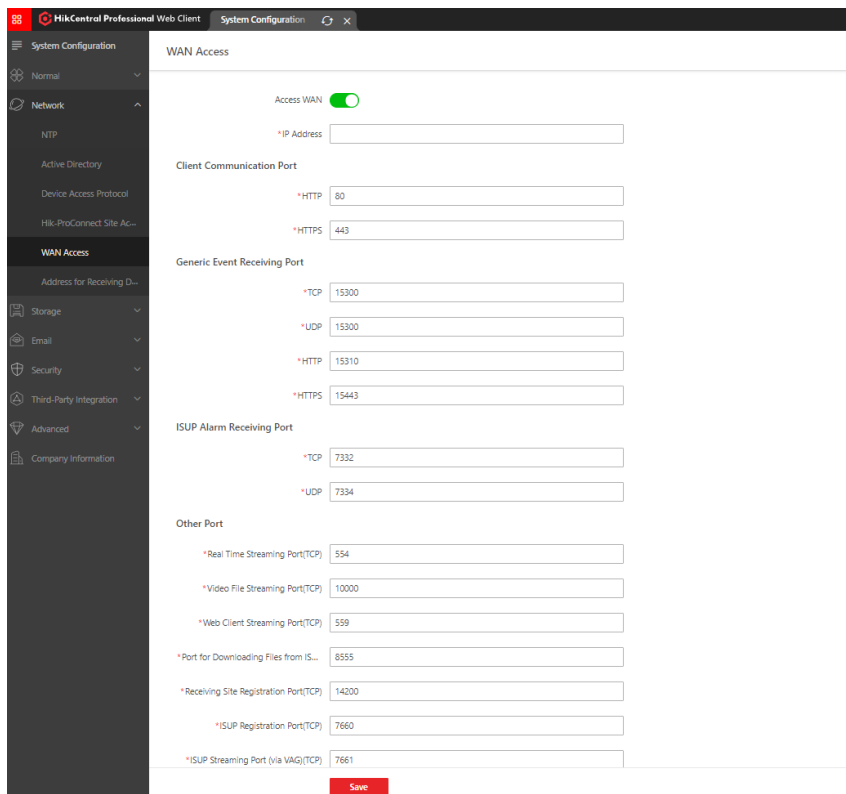 HikCentral Professional Web Client
System Configuration
System Configuration
Normal
Network
NTP
Active Directory
Device Access Protocol
Hik-ProConnect Site Ac...
WAN Access
Address for Receiving D...
Storage
Email
Security
Third-Party Integration
Advanced
Company Information
WAN Access
Access WAN
*IP Address
Client Communication Port
*HTTP 80
*HTTPS 443
Generic Event Receiving Port
*TCP 15300
*UDP 15300
*HTTP 15310
*HTTPS 15443
ISUP Alarm Receiving Port
*TCP 7332
*UDP 7334
Other Port
*Real Time Streaming Port(TCP) 554
*Video File Streaming Port(TCP) 10000
*Web Client Streaming Port(TCP) 559
*Port for Downloading Files from IS... 8555
*Receiving Site Registration Port(TCP) 14200
*ISUP Registration Port(TCP) 7660
*ISUP Streaming Port (via VAG)(TCP) 7661
Save